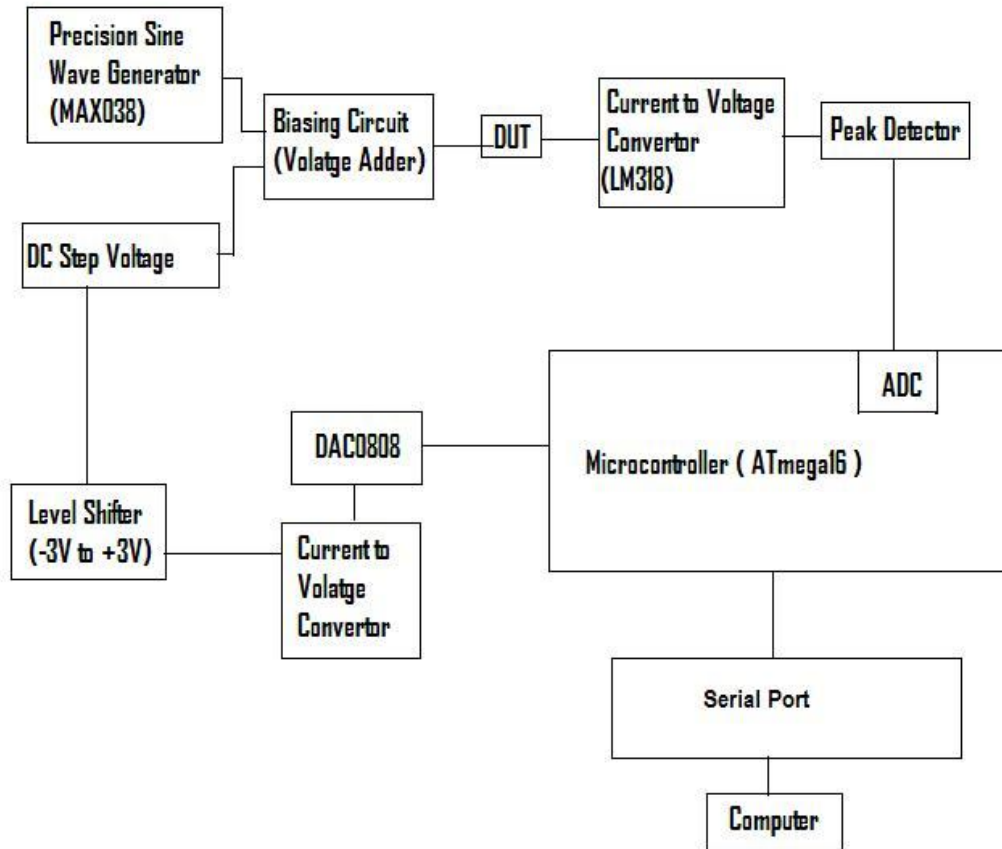 Precision Sine
Wave Generator
(MAX038)
Biasing Circuit
(Volatge Adder)
DUT
Current to Voltage
Convertor
(LM318)
Peak Detector
DC Step Voltage
ADC
DAC0808
Microcontroller ( ATmega16 )
Level Shifter
(-3V to +3V)
Current to
Volatge
Convertor
Serial Port
Computer